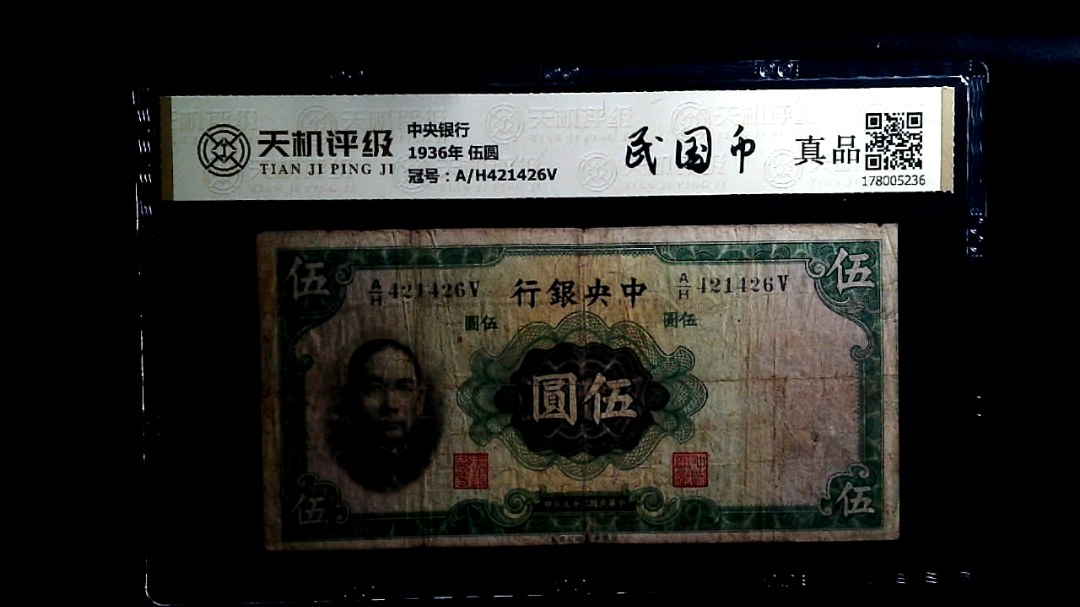 天机评级
TIAN JI PING JI
中央银行
1936年 伍圆
冠号：A/H421426V
民国币
真品
178005236
伍
A/H 421426V
行銀央中
A/H 421426V
伍
圓伍
圓伍
圓伍
伍
伍